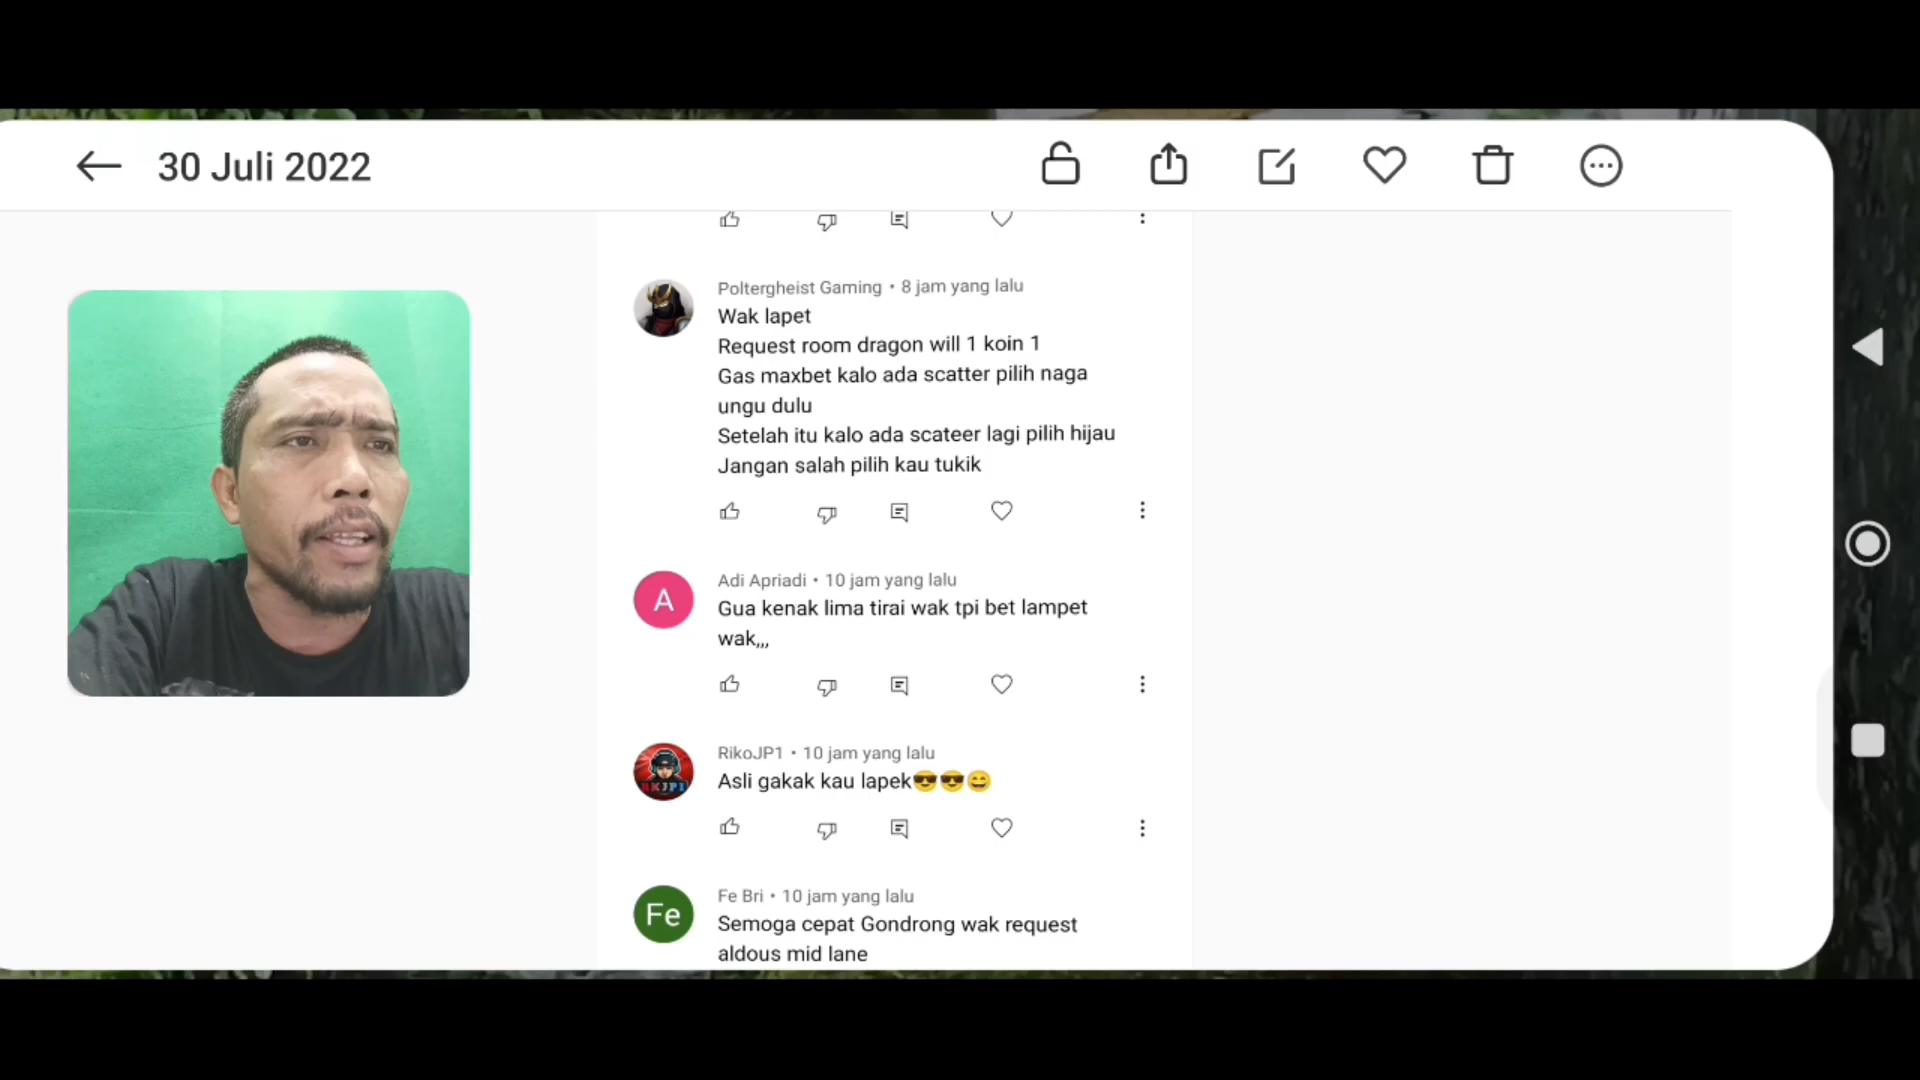 30 Juli 2022
Poltergheist Gaming • 8 jam yang lalu
Wak lapet
Request room dragon will 1 koin 1
Gas maxbet kalo ada scatter pilih naga
ungu dulu
Setelah itu kalo ada scateer lagi pilih hijau
Jangan salah pilih kau tukik
A
Adi Apriadi • 10 jam yang lalu
Gua kenak lima tirai wak tpi bet lampet
wak,,,
RKJP1
RikoJP1 • 10 jam yang lalu
Asli gakak kau lapek😎😎😄
Fe
Fe Bri • 10 jam yang lalu
Semoga cepat Gondrong wak request
aldous mid lane